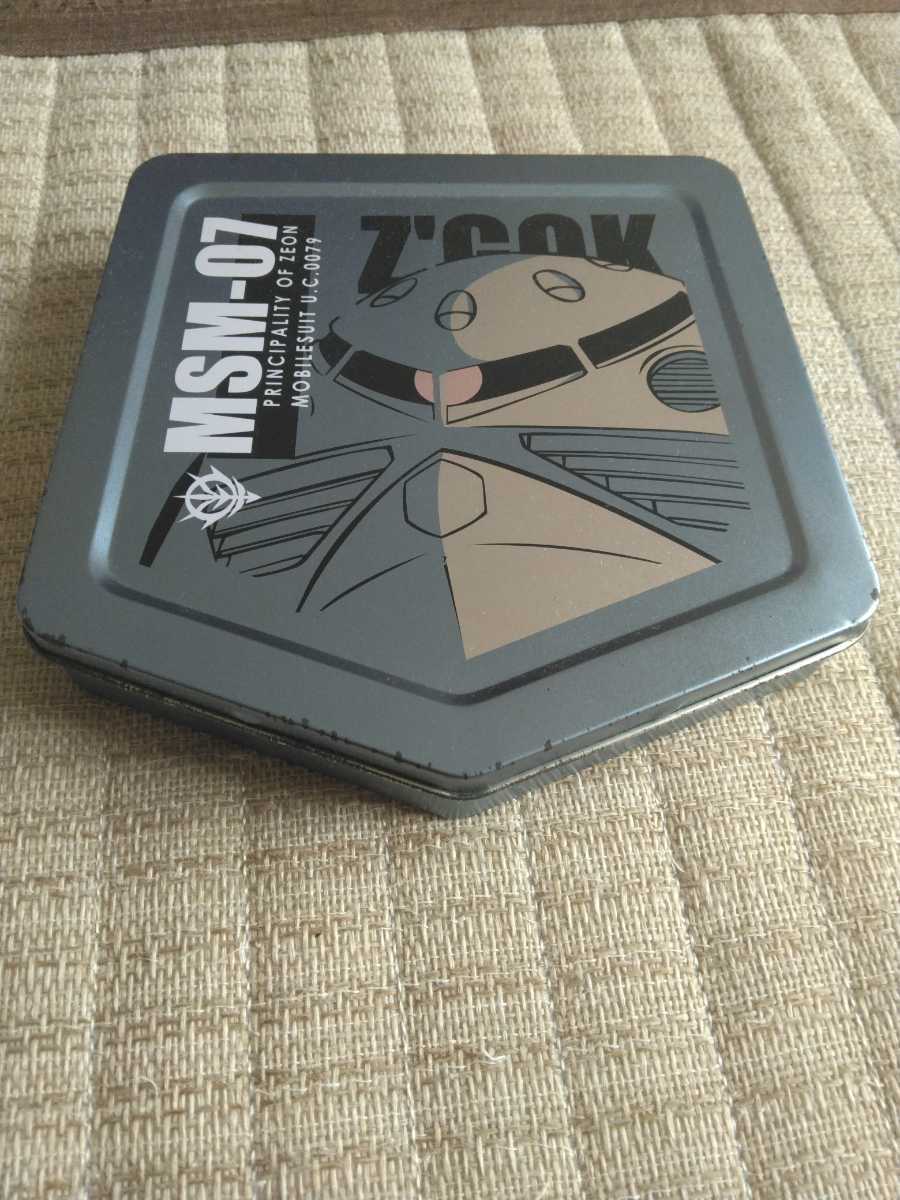 Z'GOK
MSM-07
PRINCIPALITY OF ZEON
MOBILESUIT U.C.0079